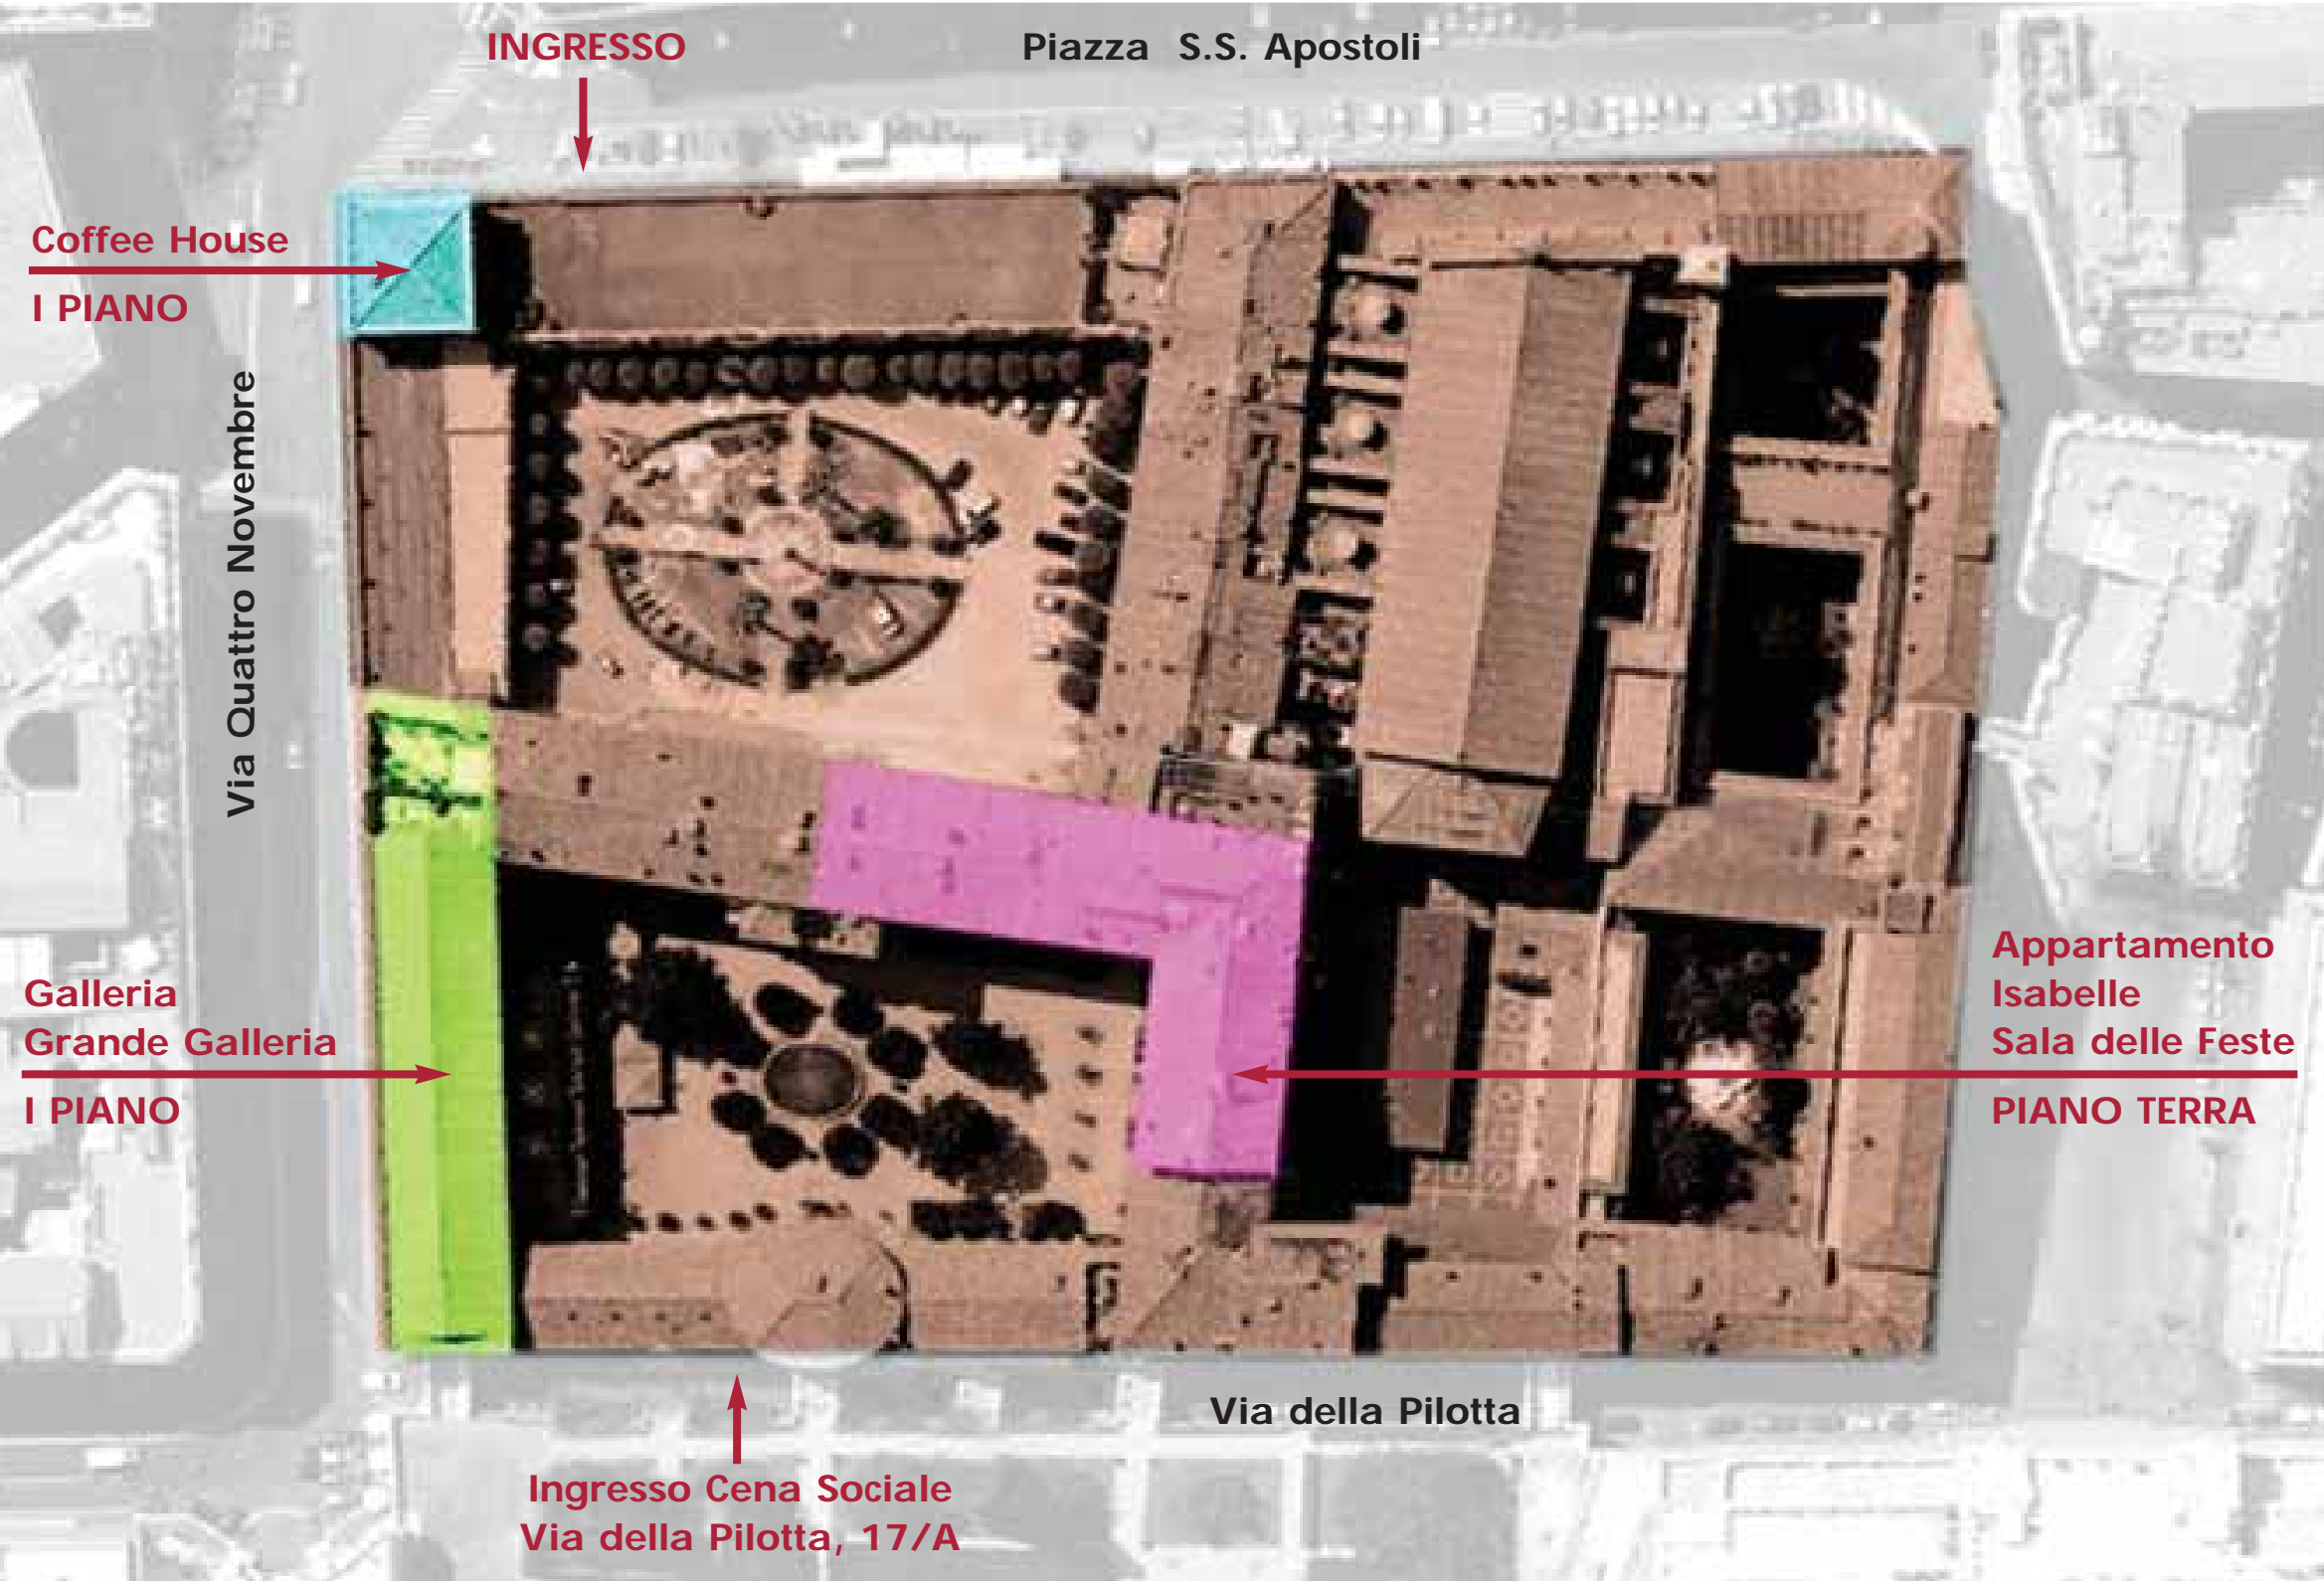 INGRESSO
Piazza S.S. Apostoli
Coffee House
I PIANO
Via Quattro Novembre
Galleria
Grande Galleria
I PIANO
Appartamento
Isabelle
Sala delle Feste
PIANO TERRA
Via della Pilotta
Ingresso Cena Sociale
Via della Pilotta, 17/A